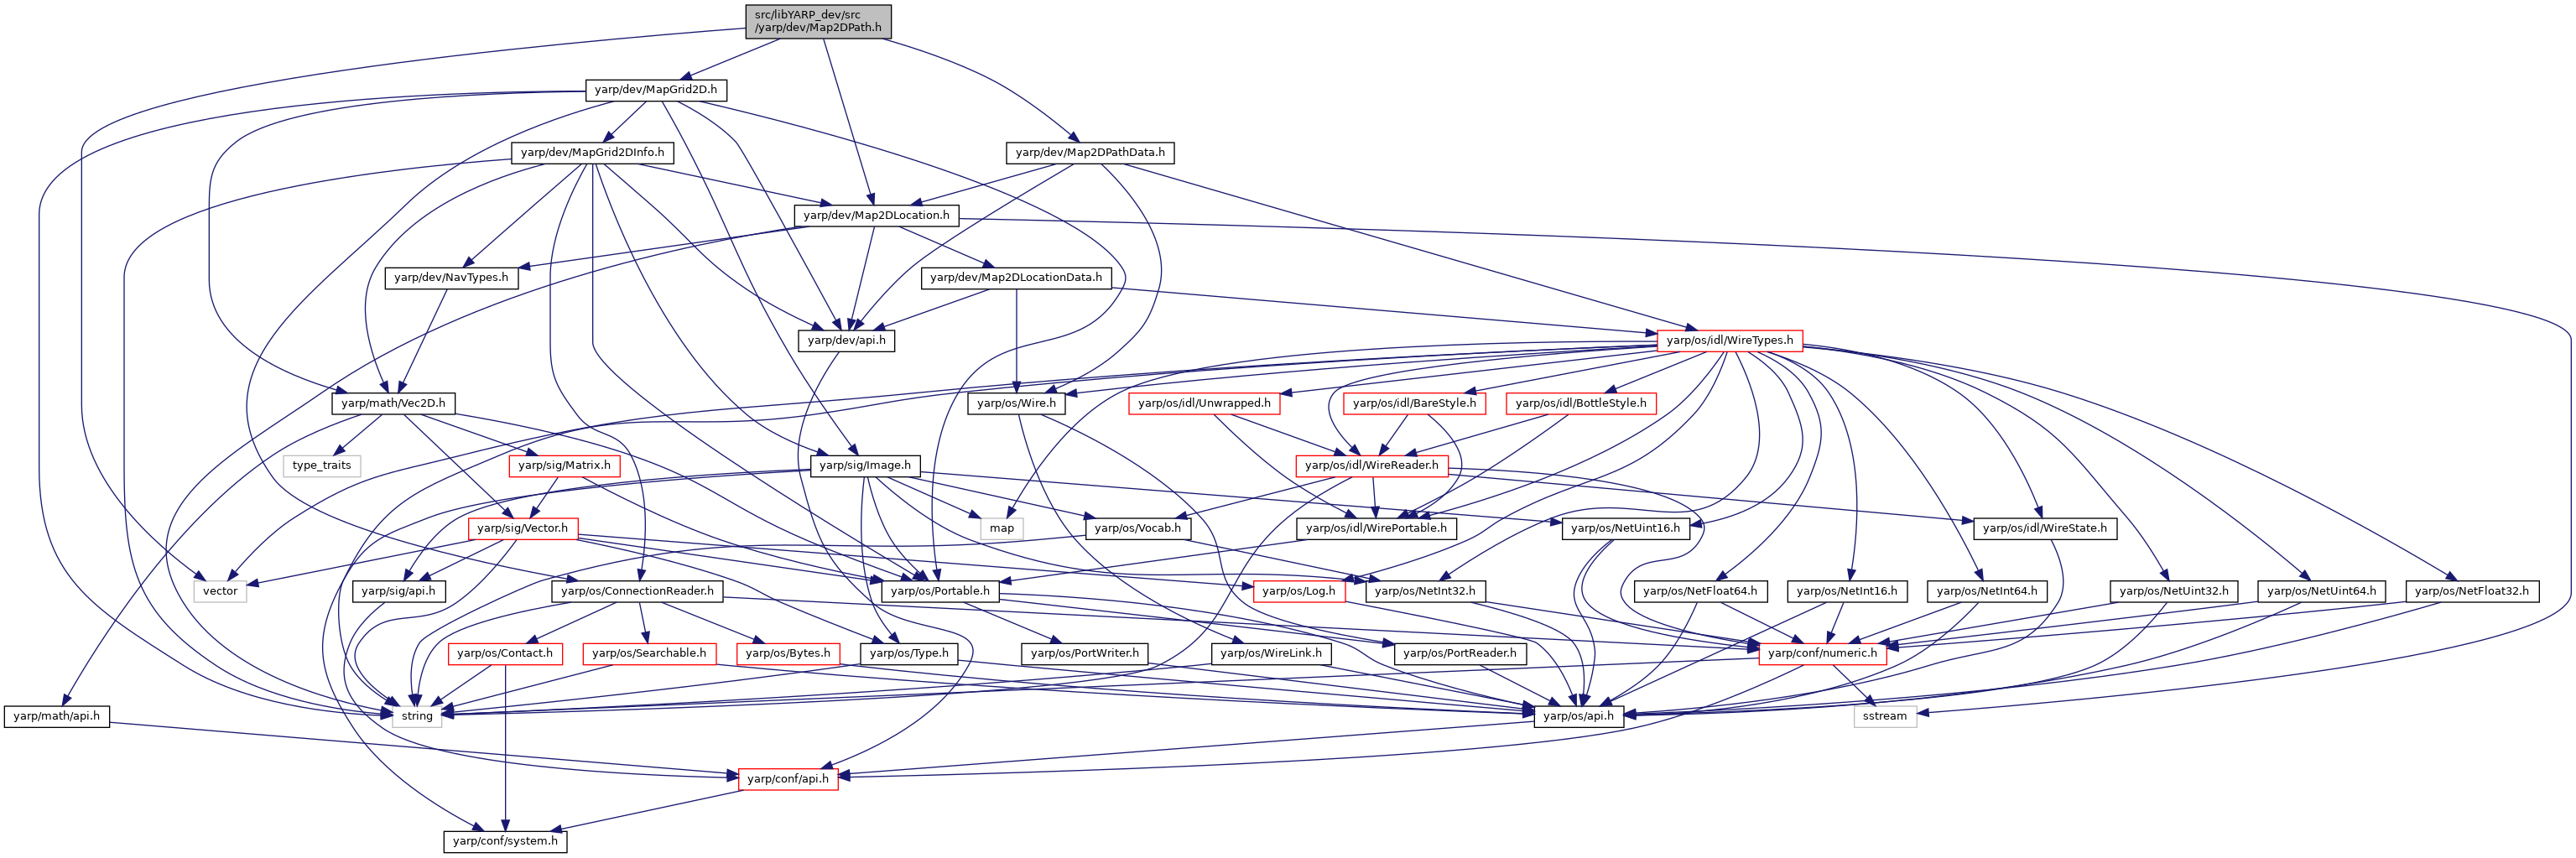 src/libYARP_dev/src
/yarp/dev/Map2DPath.h
yarp/dev/MapGrid2D.h
yarp/dev/MapGrid2DInfo.h
yarp/dev/Map2DPathData.h
yarp/dev/Map2DLocation.h
yarp/dev/NavTypes.h
yarp/dev/Map2DLocationData.h
yarp/dev/api.h
yarp/os/idl/WireTypes.h
yarp/math/Vec2D.h
yarp/os/Wire.h
yarp/os/idl/Unwrapped.h
yarp/os/idl/BareStyle.h
yarp/os/idl/BottleStyle.h
type_traits
yarp/sig/Matrix.h
yarp/sig/Image.h
yarp/os/idl/WireReader.h
yarp/sig/Vector.h
map
yarp/os/Vocab.h
yarp/os/idl/WirePortable.h
yarp/os/NetUint16.h
yarp/os/idl/WireState.h
vector
yarp/sig/api.h
yarp/os/ConnectionReader.h
yarp/os/Portable.h
yarp/os/Log.h
yarp/os/NetInt32.h
yarp/os/NetFloat64.h
yarp/os/NetInt16.h
yarp/os/NetInt64.h
yarp/os/NetUint32.h
yarp/os/NetUint64.h
yarp/os/NetFloat32.h
yarp/os/Contact.h
yarp/os/Searchable.h
yarp/os/Bytes.h
yarp/os/Type.h
yarp/os/PortWriter.h
yarp/os/WireLink.h
yarp/os/PortReader.h
yarp/conf/numeric.h
yarp/math/api.h
string
yarp/os/api.h
sstream
yarp/conf/api.h
yarp/conf/system.h